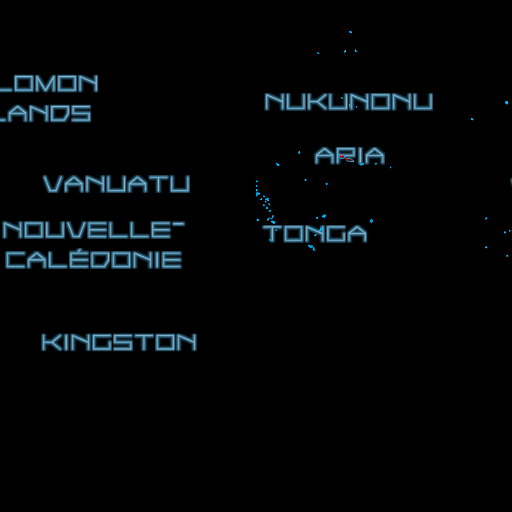 LOMON
LANDS
NUKUNONU
ARIA
VANUATU
NOUVELLE-
CALÉDONIE
TONGA
KINGSTON